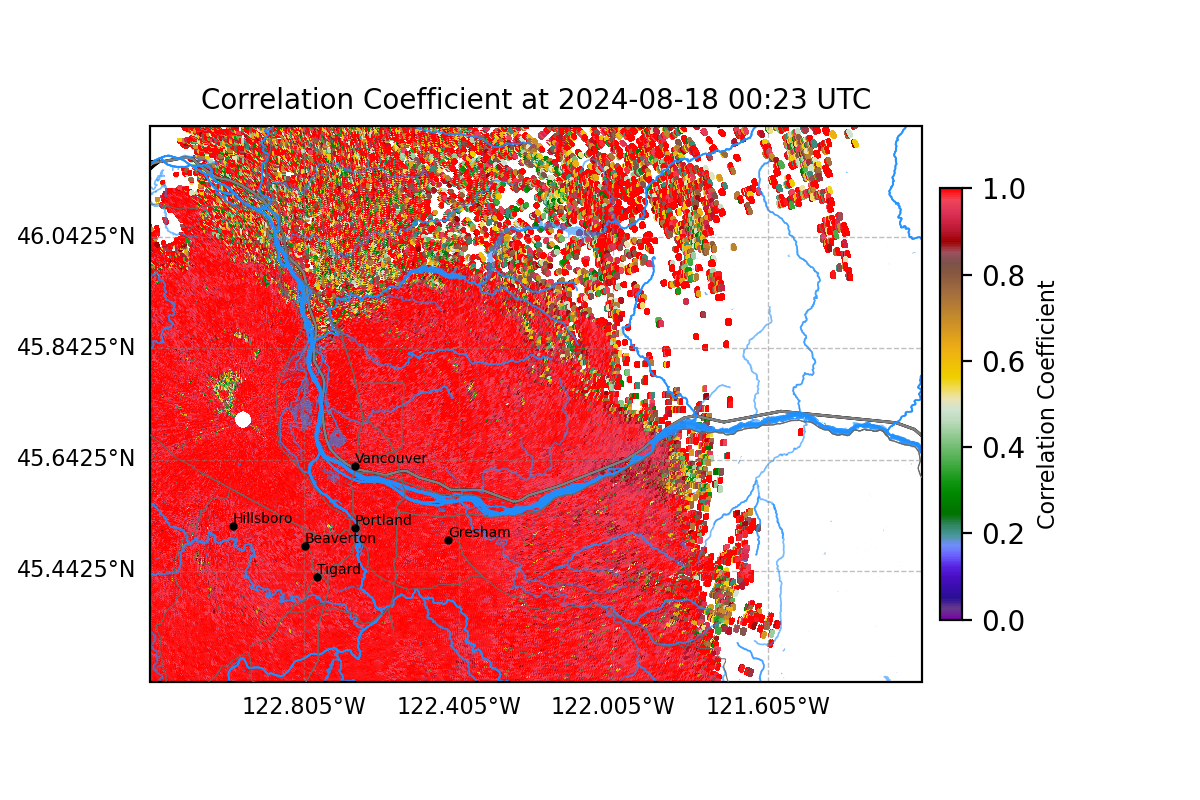 Correlation Coefficient at 2024-08-18 00:23 UTC
46.0425°N
45.8425°N
45.6425°N
45.4425°N
Vancouver
Hillsboro
Portland
Beaverton
Gresham
Tigard
122.805°W
122.405°W
122.005°W
121.605°W
1.0
0.8
0.6
0.4
0.2
0.0
Correlation Coefficient